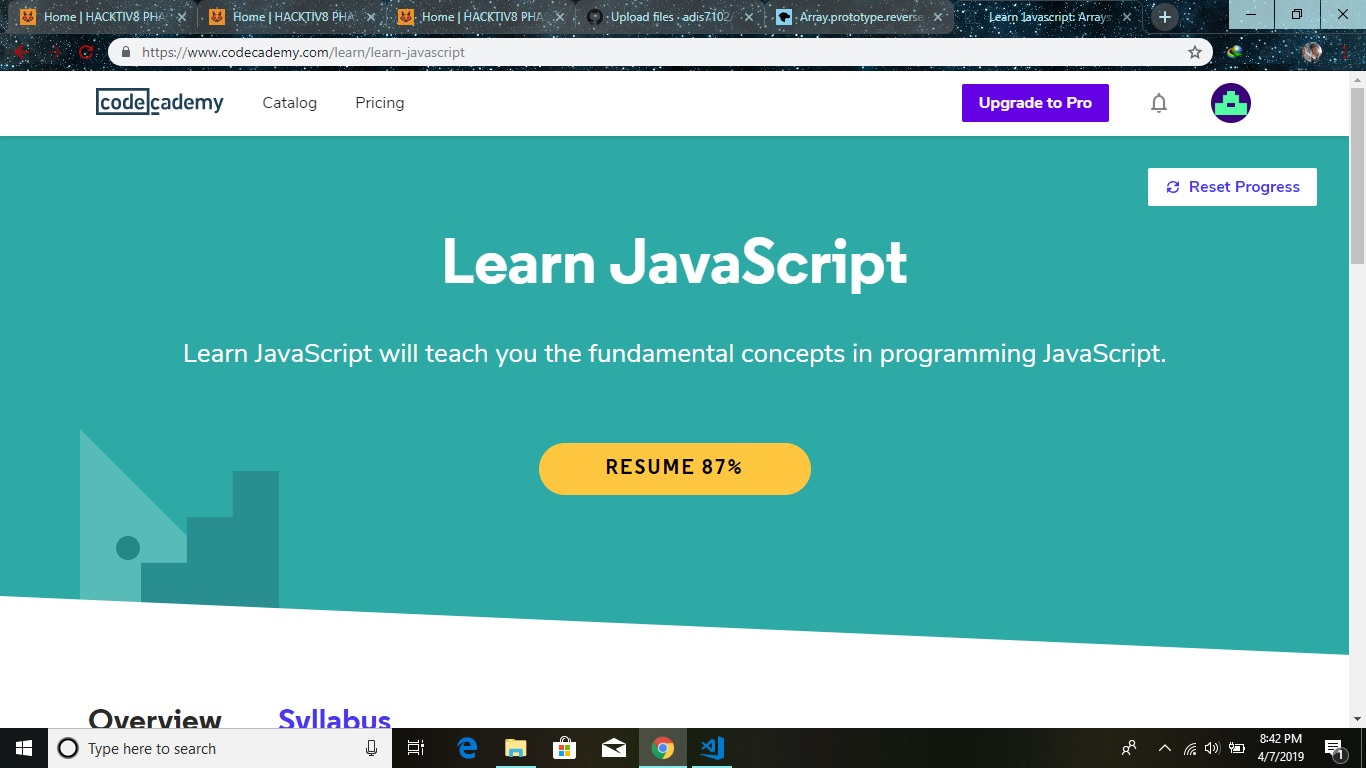 Home | HACKTIV8 PHA
Home | HACKTIV8 PHA
Home | HACKTIV8 PHA
Upload files · adis7102/
Array.prototype.reverse
Learn Javascript: Arrays
https://www.codecademy.com/learn/learn-javascript
codecademy
Catalog
Pricing
Upgrade to Pro
Reset Progress
Learn JavaScript
Learn JavaScript will teach you the fundamental concepts in programming JavaScript.
RESUME 87%
Overview
Syllabus
Type here to search
8:42 PM
4/7/2019
1